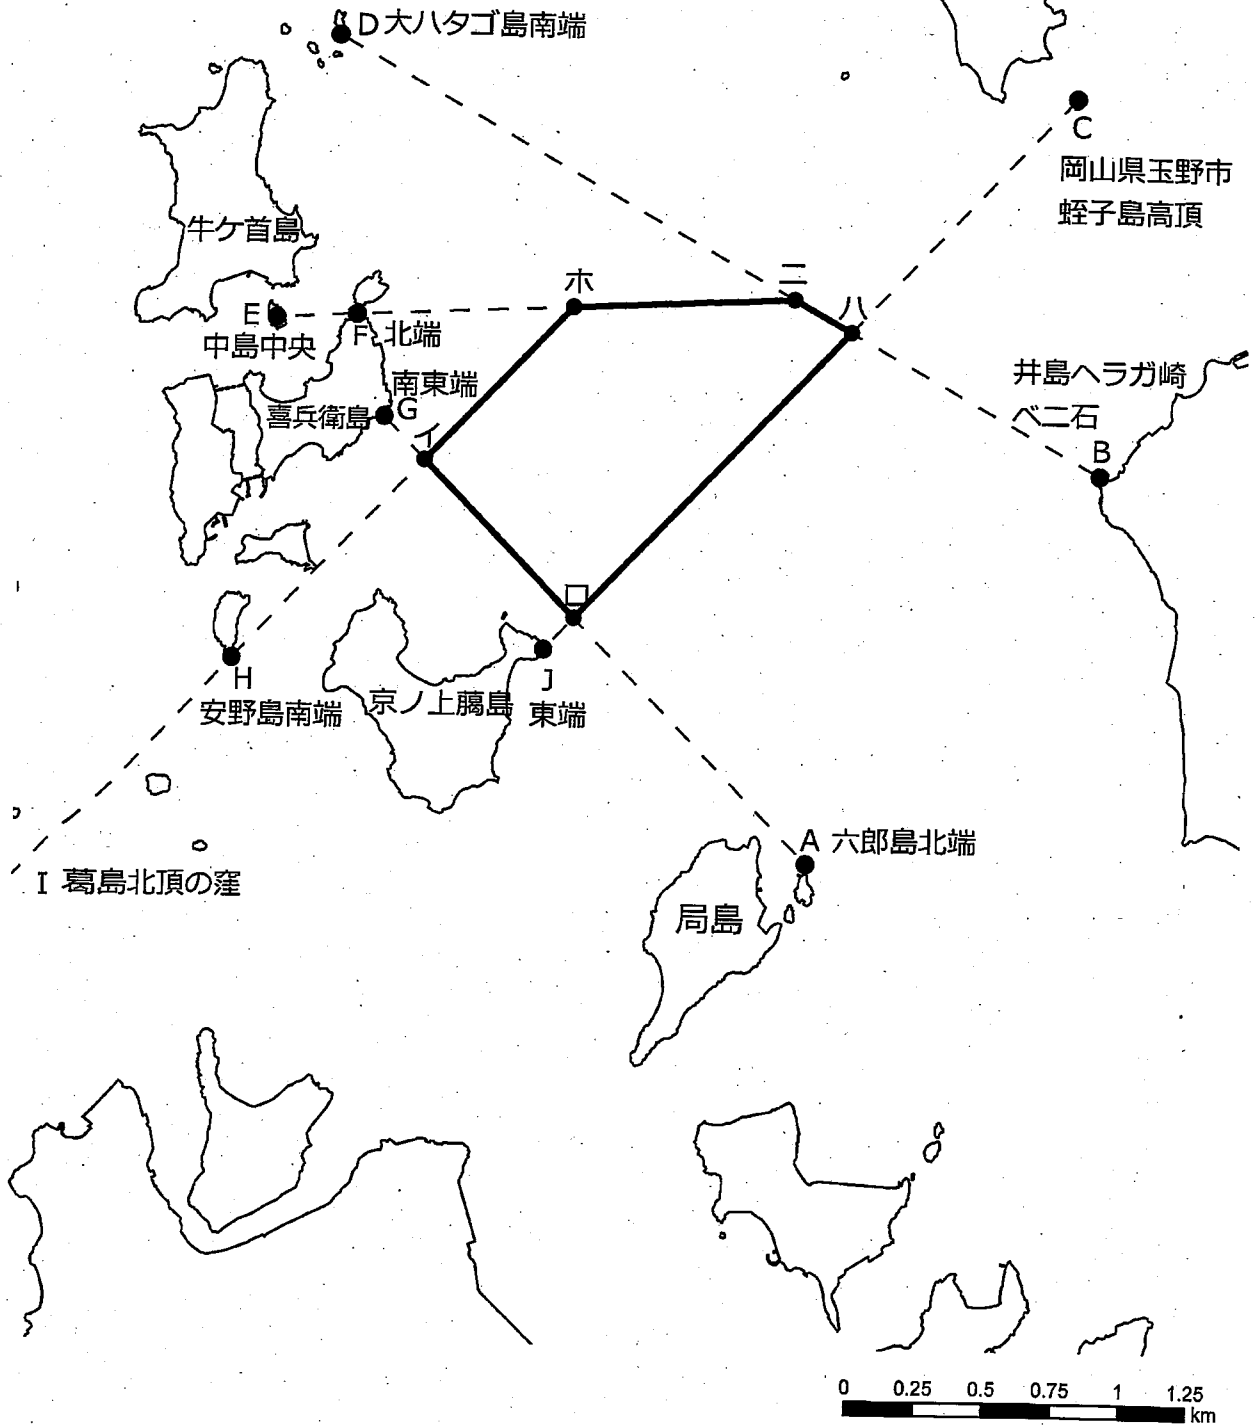 D 大ハタゴ島南端
C
岡山県玉野市
蛭子島高頂
牛ケ首島
ホ
ニ
ハ
E
中島中央
F 北端
南東端
G
喜兵衛島
イ
井島ヘラガ崎
ベニ石
B
ロ
H
安野島南端
J
京ノ上﨟島
東端
I 葛島北頂の窪
A 六郎島北端
局島
0 0.25 0.5 0.75 1 1.25
km